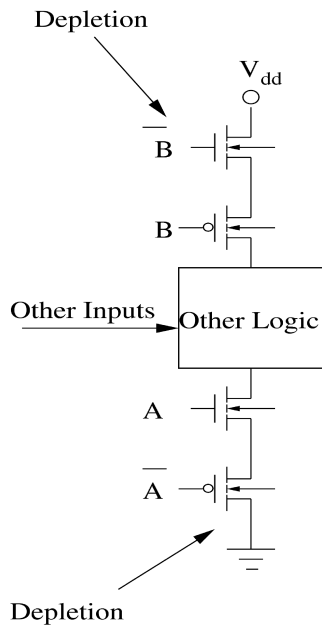 Depletion
V_dd
B̅
B
Other Inputs
Other Logic
A
A̅
Depletion